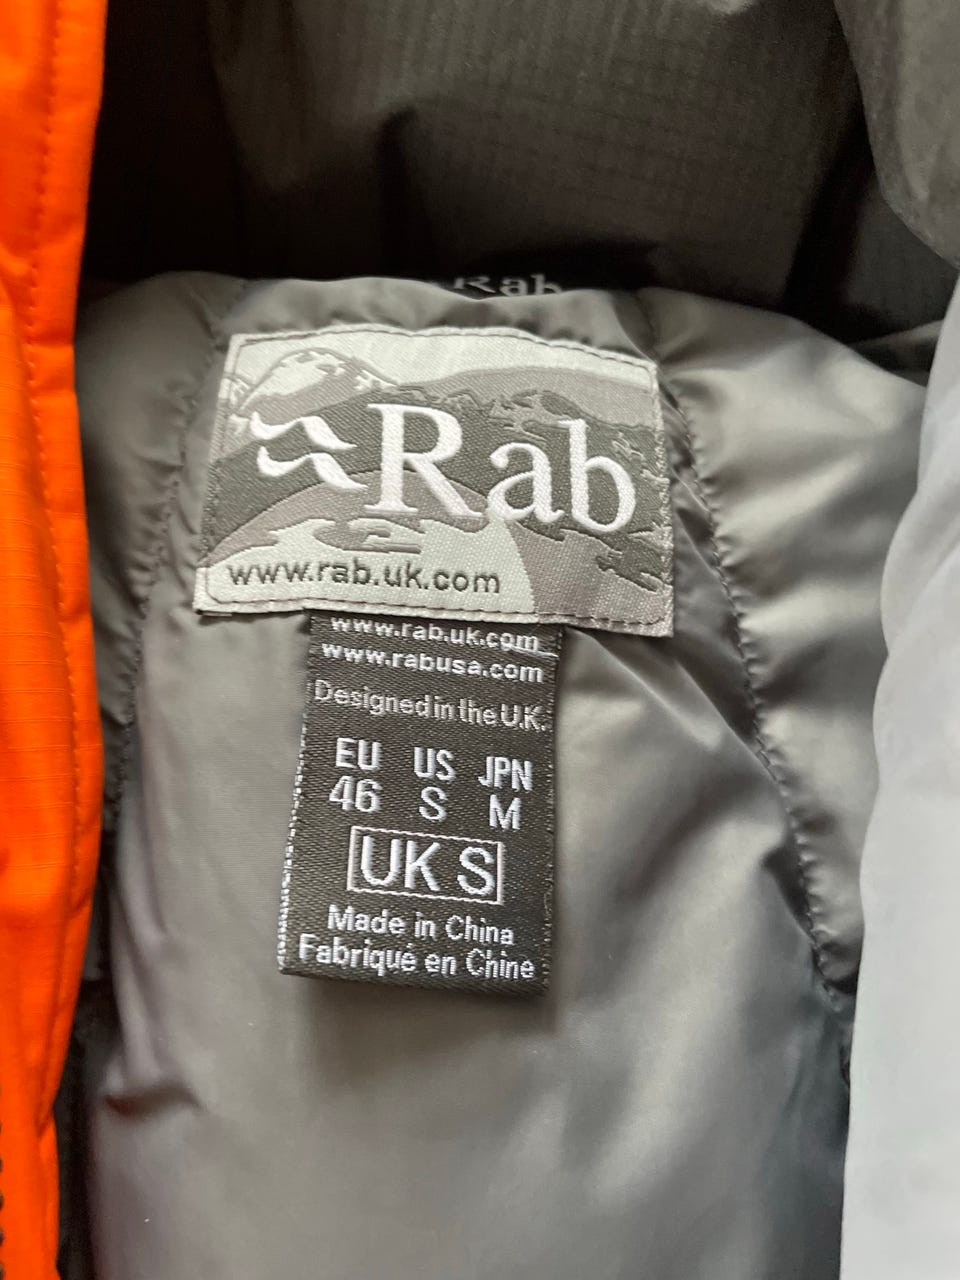 Rab
Rab
www.rab.uk.com
www.rab.uk.com
www.rabusa.com
Designed in the U.K.
EU US JPN
46 S M
UK S
Made in China
Fabriqué en Chine